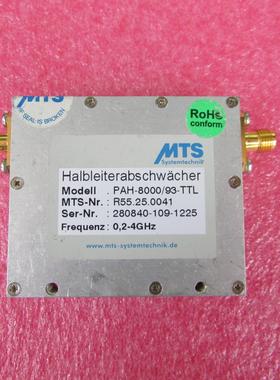 MTS
SEAL IS BROKEN
RoHS
conform
MTS
Systemtechnik
Halbleiterabschwächer
Modell : PAH-8000/93-TTL
MTS-Nr. : R55.25.0041
Ser-Nr. : 280840-109-1225
Frequenz : 0,2-4GHz
www.mts-systemtechnik.de